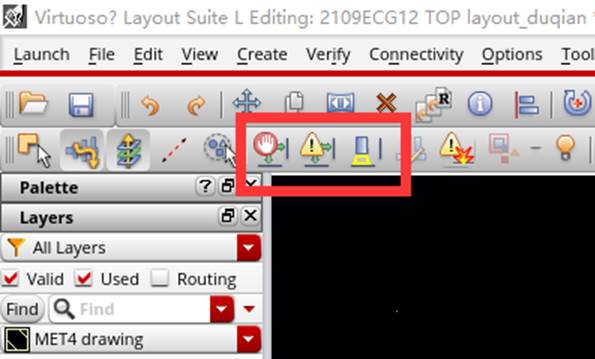 Virtuoso? Layout Suite L Editing: 2109ECG12 TOP layout_duqian
Launch File Edit View Create Verify Connectivity Options Tool
R
Palette
?
Layers
All Layers
Valid Used Routing
Find Find
MET4 drawing